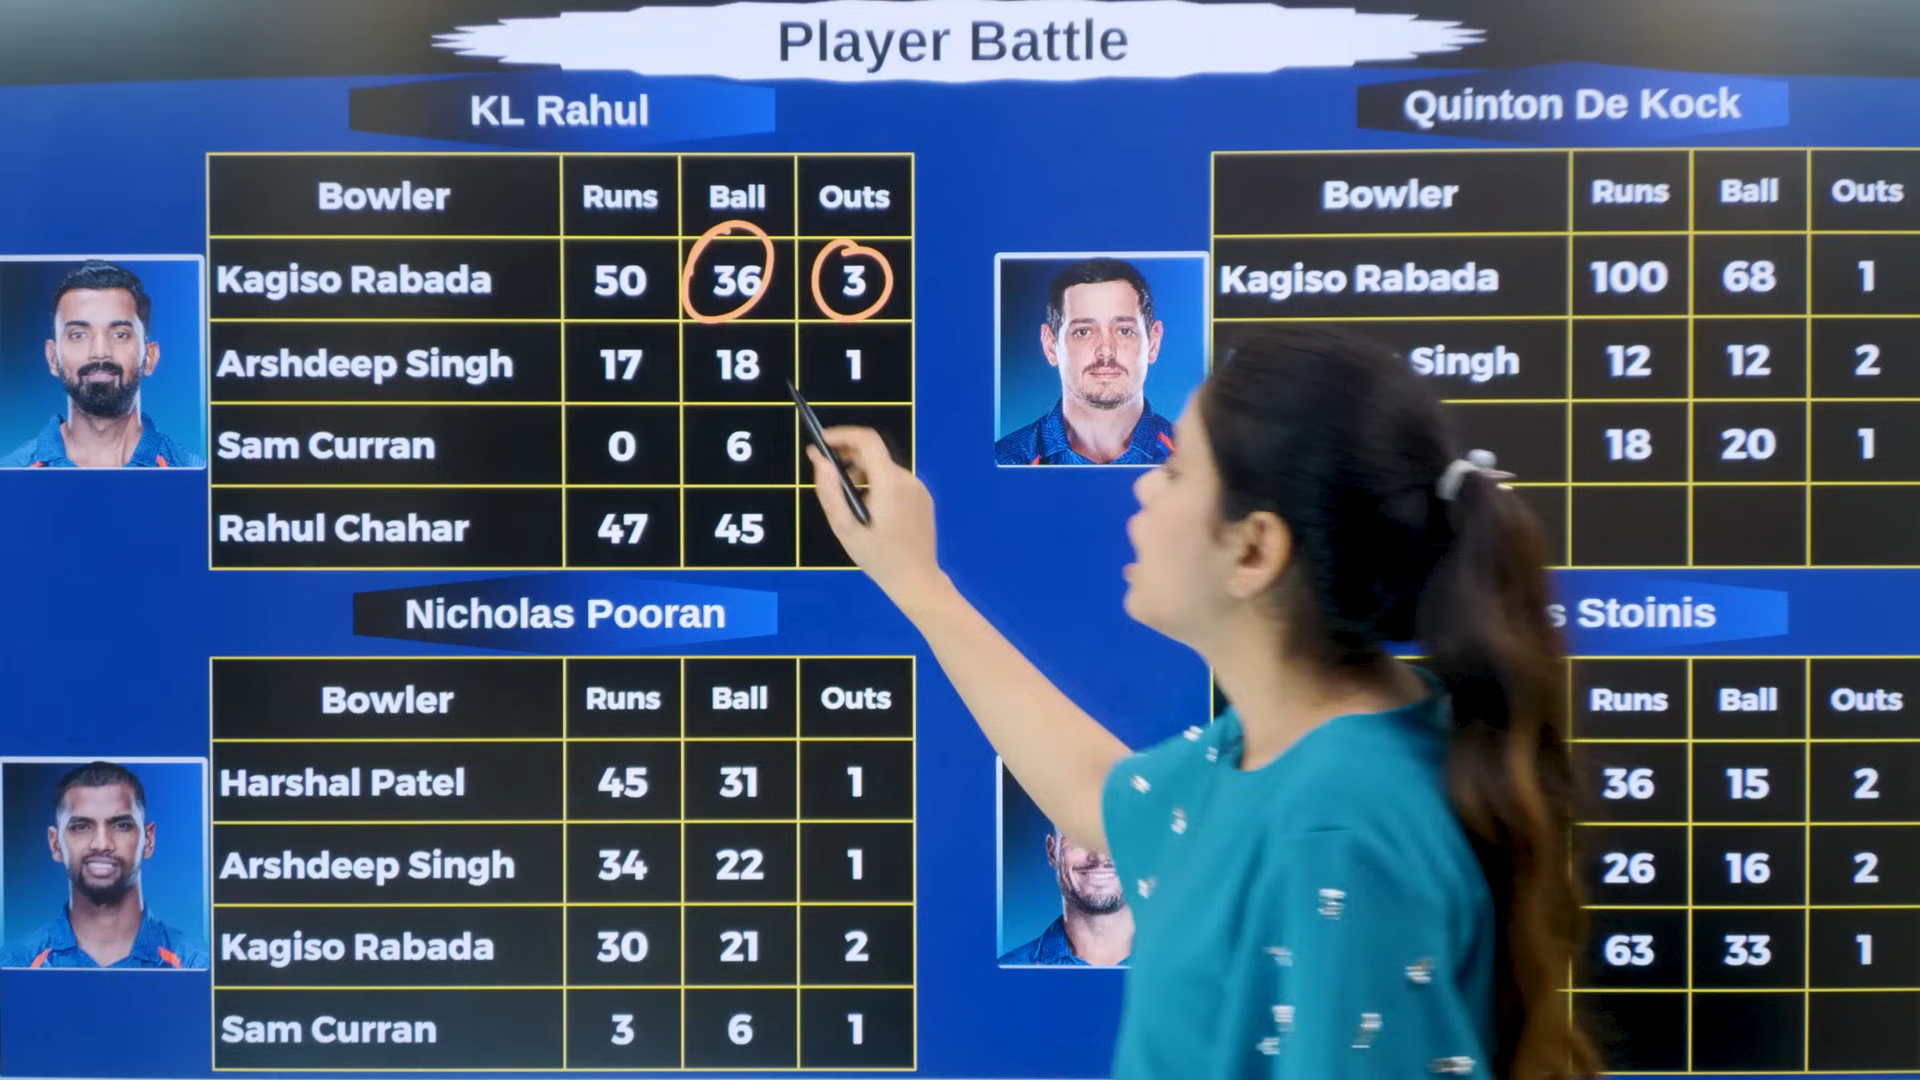 Player Battle
KL Rahul
Bowler Runs Ball Outs
Kagiso Rabada 50 36 3
Arshdeep Singh 17 18 1
Sam Curran 0 6
Rahul Chahar 47 45
Quinton De Kock
Bowler Runs Ball Outs
Kagiso Rabada 100 68 1
Singh 12 12 2
18 20 1
Nicholas Pooran
Bowler Runs Ball Outs
Harshal Patel 45 31 1
Arshdeep Singh 34 22 1
Kagiso Rabada 30 21 2
Sam Curran 3 6 1
s Stoinis
Runs Ball Outs
36 15 2
26 16 2
63 33 1